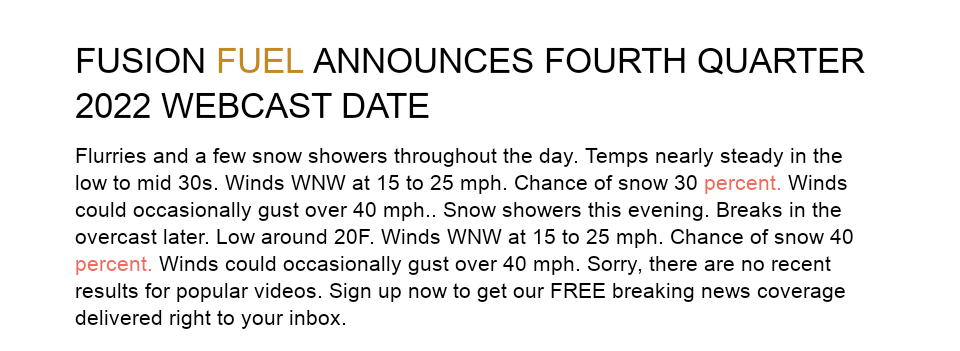 FUSION FUEL ANNOUNCES FOURTH QUARTER
2022 WEBCAST DATE
Flurries and a few snow showers throughout the day. Temps nearly steady in the
low to mid 30s. Winds WNW at 15 to 25 mph. Chance of snow 30 percent. Winds
could occasionally gust over 40 mph.. Snow showers this evening. Breaks in the
overcast later. Low around 20F. Winds WNW at 15 to 25 mph. Chance of snow 40
percent. Winds could occasionally gust over 40 mph. Sorry, there are no recent
results for popular videos. Sign up now to get our FREE breaking news coverage
delivered right to your inbox.